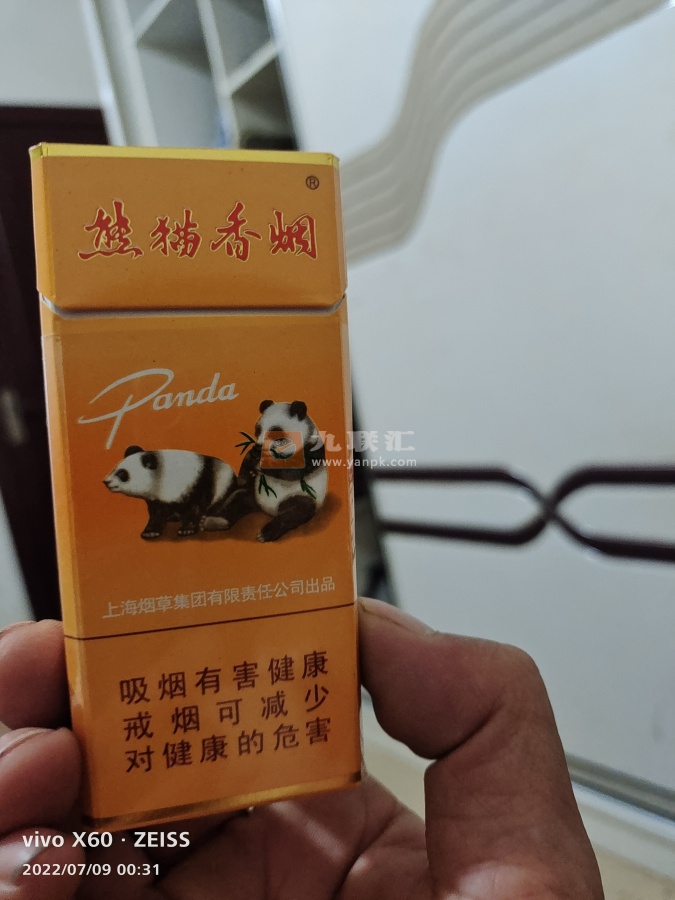 ®
熊猫香烟
Panda
九联汇
www.yanpk.com
上海烟草集团有限责任公司出品
吸烟有害健康
戒烟可减少
对健康的危害
vivo X60 · ZEISS
2022/07/09 00:31